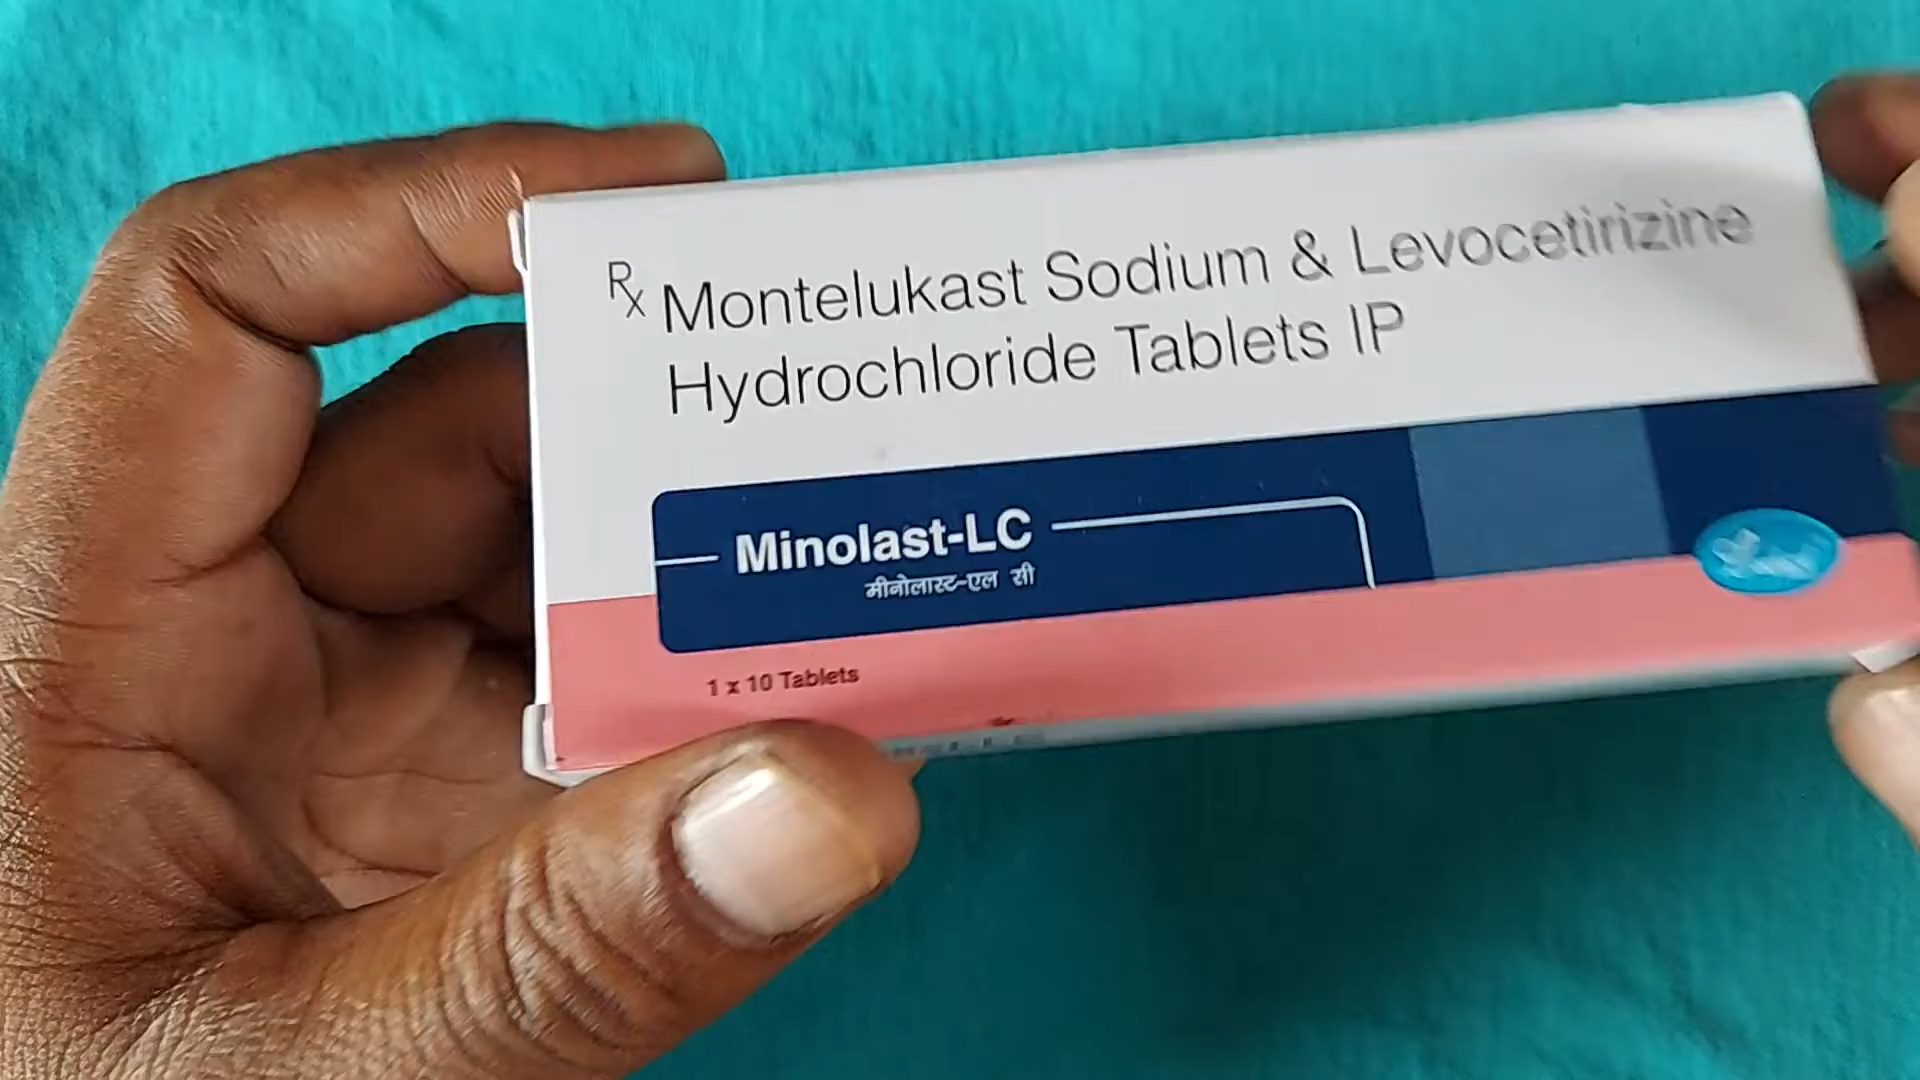 Rx Montelukast Sodium & Levocetirizine
Hydrochloride Tablets IP
Minolast-LC
मीनोलास्ट-एल सी
1 x 10 Tablets